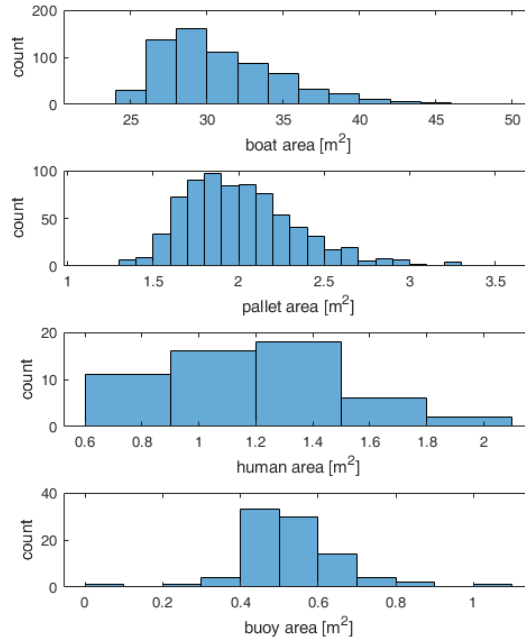 200
100
0
count
25 30 35 40 45 50
boat area [m²]
100
50
0
count
1 1.5 2 2.5 3 3.5
pallet area [m²]
20
10
0
count
0.6 0.8 1 1.2 1.4 1.6 1.8 2
human area [m²]
40
20
0
count
0 0.2 0.4 0.6 0.8 1
buoy area [m²]